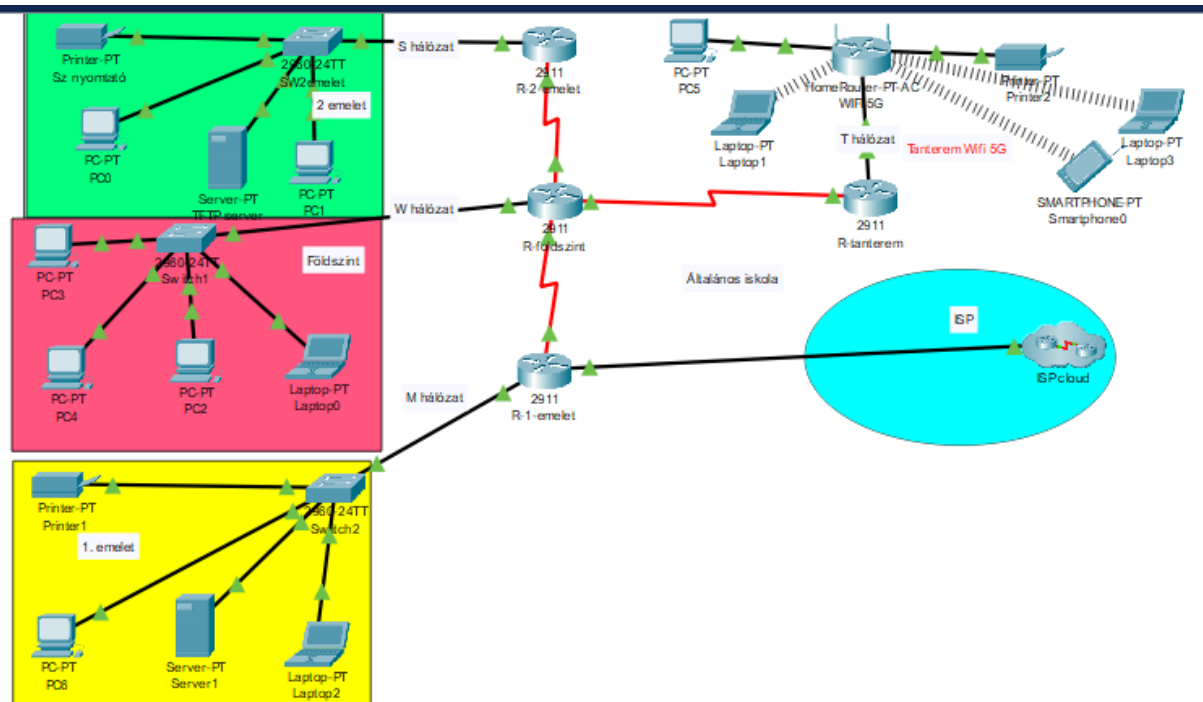 Printer-PT
Sz nyomtató
2960-24TT
SW2emelet
2 emelet
PC-PT
PC0
Server-PT
TFTP server
PC-PT
PC1
S hálózat
2911
R-2-emelet
PC-PT
PC5
HomeRouter-PT-AC
WIFI 5G
Printer-PT
Printer2
Laptop-PT
Laptop1
T hálózat
Tanterem Wifi 5G
Laptop-PT
Laptop3
SMARTPHONE-PT
Smartphone0
W hálózat
2911
R-földszint
2911
R-tanterem
PC-PT
PC3
2960-24TT
Switch1
Földszint
PC-PT
PC4
PC-PT
PC2
Laptop-PT
Laptop0
Általános iskola
ISP
ISPcloud
M hálózat
2911
R-1-emelet
Printer-PT
Printer1
2960-24TT
Switch2
1. emelet
PC-PT
PC6
Server-PT
Server1
Laptop-PT
Laptop2